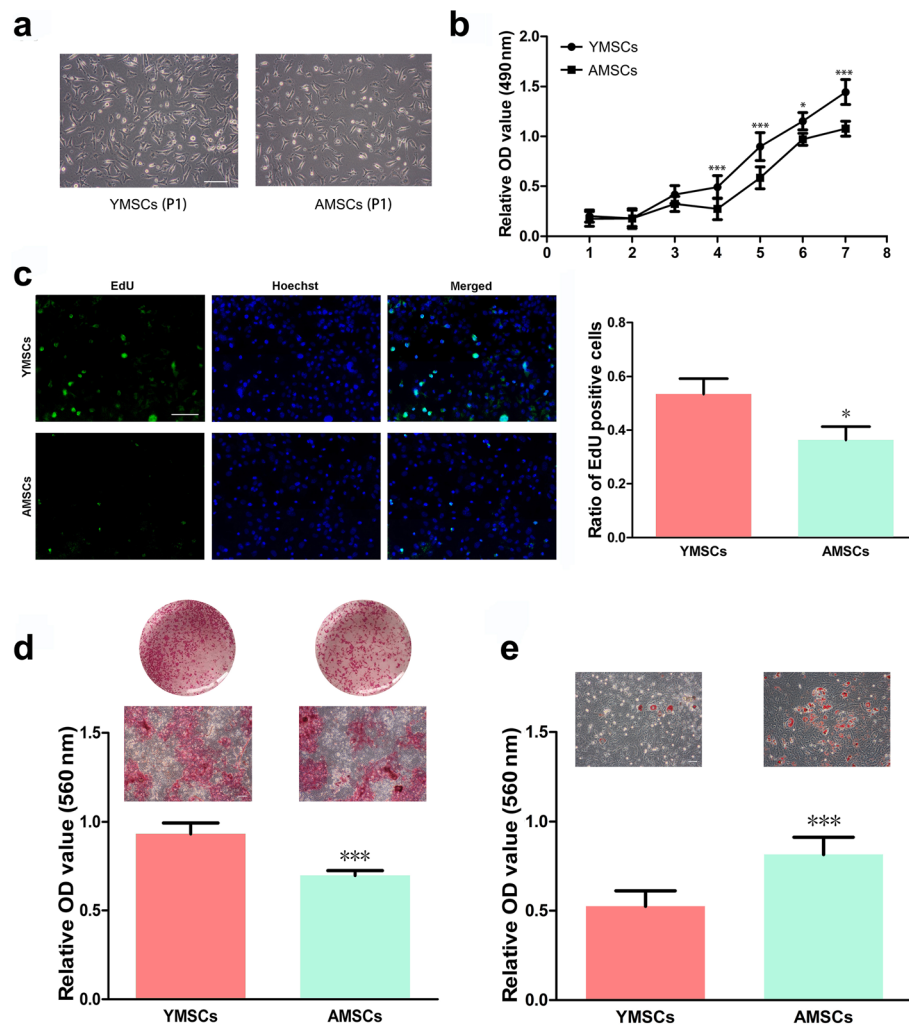 a
YMSCs (P1)
AMSCs (P1)
b
Relative OD value (490 nm)
2.0
1.5
1.0
0.5
0.0
YMSCs
AMSCs
***
***
*
***
0 1 2 3 4 5 6 7 8
c
EdU Hoechst Merged
YMSCs
AMSCs
Ratio of EdU positive cells
0.8
0.6
0.4
0.2
0.0
*
YMSCs AMSCs
d
Relative OD value (560 nm)
1.5
1.0
0.5
0.0
***
YMSCs AMSCs
e
Relative OD value (560 nm)
1.5
1.0
0.5
0.0
***
YMSCs AMSCs